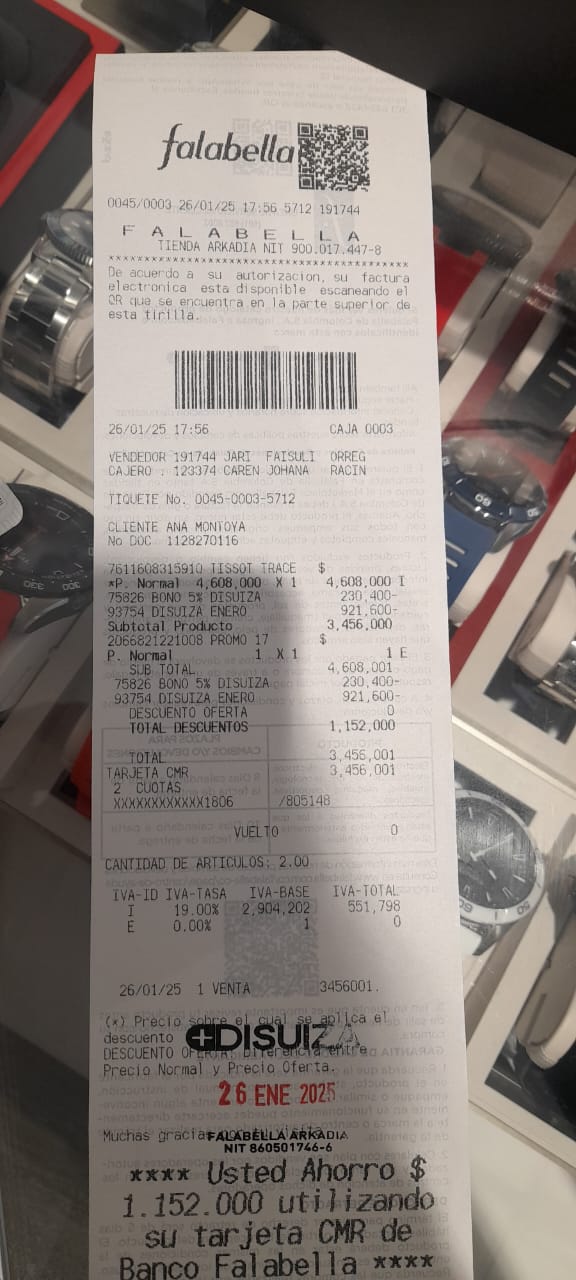 falabella
0045/0003 26/01/25 17:56 5712 191744
F A L A B E L L A
TIENDA ARKADIA NIT 900.017.447-8
****************************************
De acuerdo a su autorizacion, su factura
electronica esta disponible escaneando el
QR que se encuentra en la parte superior de
esta tirilla.
26/01/25 17:56 CAJA 0003
VENDEDOR 191744 JARI FAISULI ORREG
CAJERO : 123374 CAREN JOHANA RACIN
TIQUETE No. 0045-0003-5712
CLIENTE ANA MONTOYA
No DOC 1128270116
7611608315910 TISSOT TRACE $
*P. Normal 4,608,000 X 1 4,608,000 I
75826 BONO 5% DISUIZA 230,400-
93754 DISUIZA ENERO 921,600-
Subtotal Producto 3,456,000
2066821221008 PROMO 17 $
P. Normal 1 X 1 1 E
SUB TOTAL 4,608,001
75826 BONO 5% DISUIZA 230,400-
93754 DISUIZA ENERO 921,600-
DESCUENTO OFERTA 0
TOTAL DESCUENTOS 1,152,000
TOTAL 3,456,001
TARJETA CMR 3,456,001
2 CUOTAS
XXXXXXXXXXXX1806 /805148
VUELTO 0
CANTIDAD DE ARTICULOS: 2.00
IVA-ID IVA-TASA IVA-BASE IVA-TOTAL
I 19.00% 2,904,202 551,798
E 0.00% 1 0
26/01/25 1 VENTA 3456001.
(*) Precio sobre el cual se aplica el
descuento
DISUIZA
DESCUENTO OFERTA: Diferencia entre
Precio Normal y Precio Oferta.
26 ENE 2025
Muchas gracias
FALABELLA ARKADIA
NIT 860501746-6
**** Usted Ahorro $
1.152.000 utilizando
su tarjeta CMR de
Banco Falabella ****